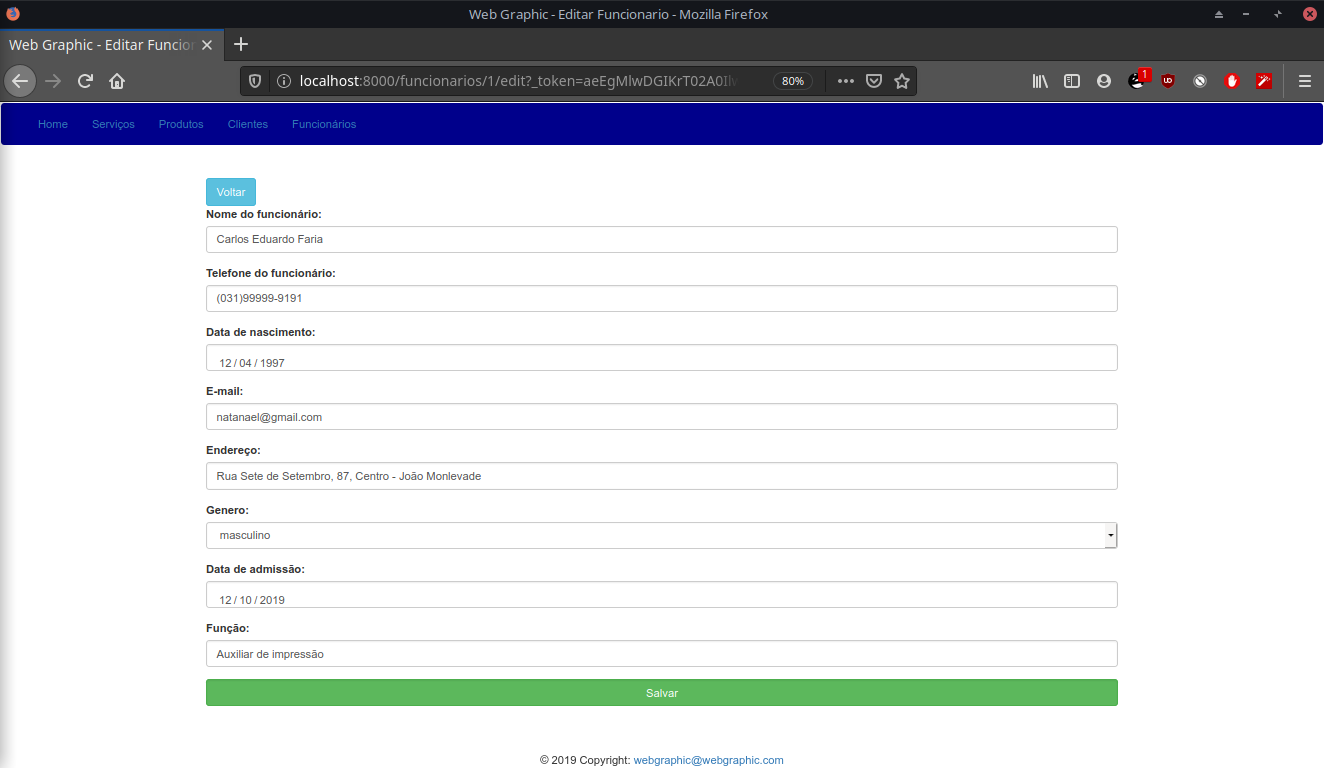 Web Graphic - Editar Funcionario - Mozilla Firefox
Web Graphic - Editar Funcior
localhost:8000/funcionarios/1/edit?_token=aeEgMlwDGIKrT02A0Ilv 80%
1
Home Serviços Produtos Clientes Funcionários
Voltar
Nome do funcionário:
Carlos Eduardo Faria
Telefone do funcionário:
(031)99999-9191
Data de nascimento:
12 / 04 / 1997
E-mail:
natanael@gmail.com
Endereço:
Rua Sete de Setembro, 87, Centro - João Monlevade
Genero:
masculino
Data de admissão:
12 / 10 / 2019
Função:
Auxiliar de impressão
Salvar
© 2019 Copyright: webgraphic@webgraphic.com